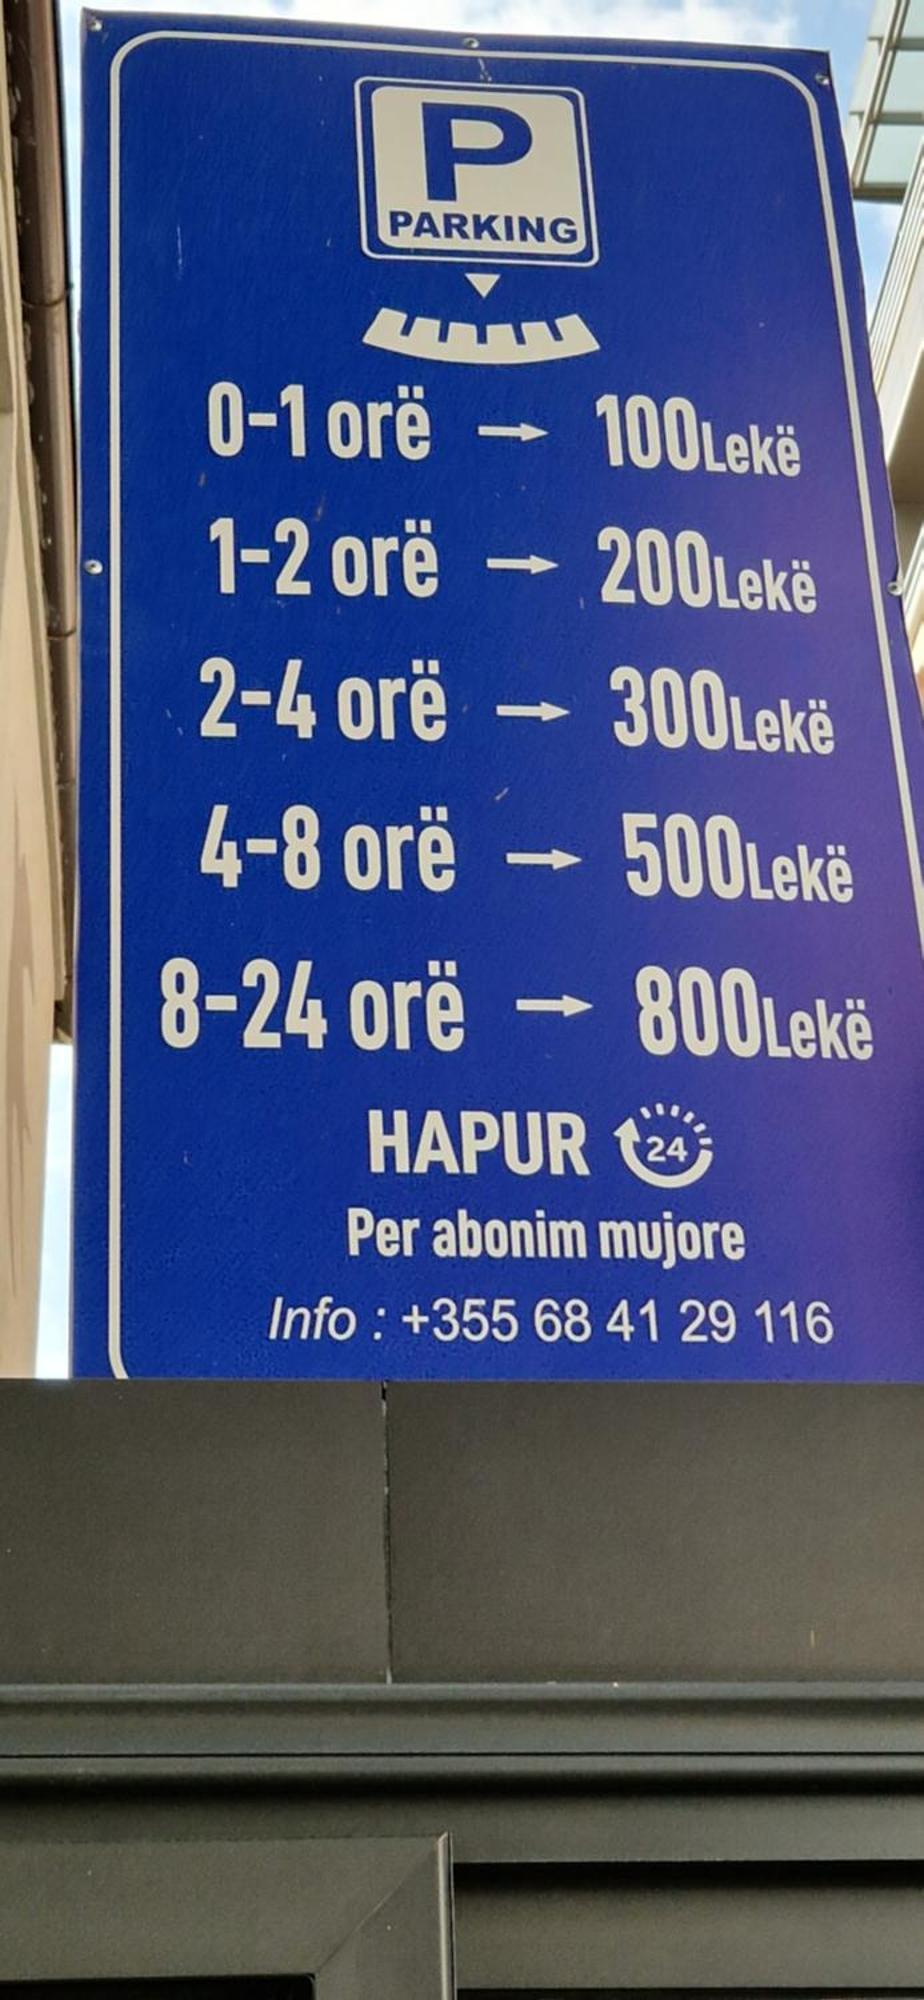 P
PARKING
0-1 orë → 100Lekë
1-2 orë → 200Lekë
2-4 orë → 300Lekë
4-8 orë → 500Lekë
8-24 orë → 800Lekë
HAPUR 24
Per abonim mujore
Info : +355 68 41 29 116